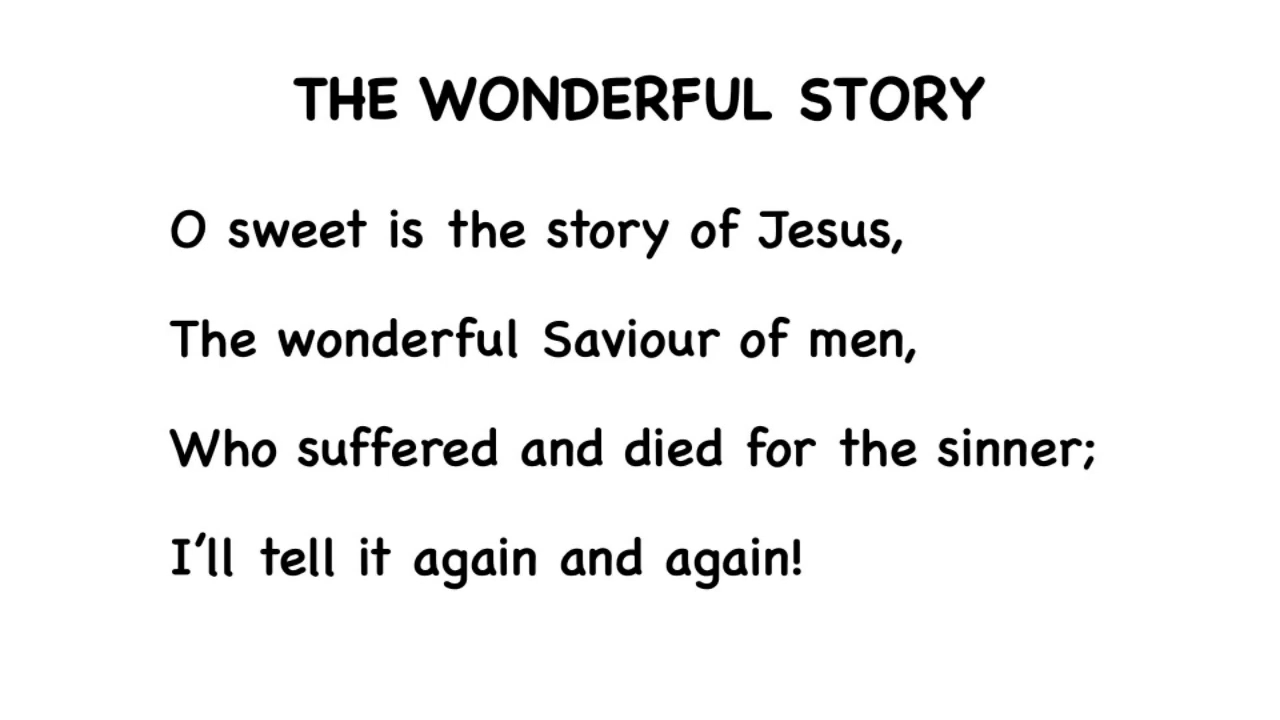 THE WONDERFUL STORY
O sweet is the story of Jesus,
The wonderful Saviour of men,
Who suffered and died for the sinner;
I’ll tell it again and again!